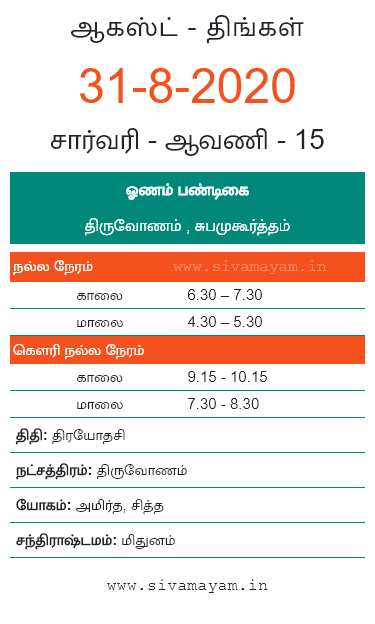 ஆகஸ்ட் - திங்கள்
31-8-2020
சார்வரி - ஆவணி - 15
ஓணம் பண்டிகை
திருவோணம் , சுபமுகூர்த்தம்
நல்ல நேரம் www.sivamayam.in
காலை 6.30 – 7.30
மாலை 4.30 – 5.30
கௌரி நல்ல நேரம்
காலை 9.15 - 10.15
மாலை 7.30 - 8.30
திதி: திரயோதசி
நட்சத்திரம்: திருவோணம்
யோகம்: அமிர்த, சித்த
சந்திராஷ்டமம்: மிதுனம்
www.sivamayam.in